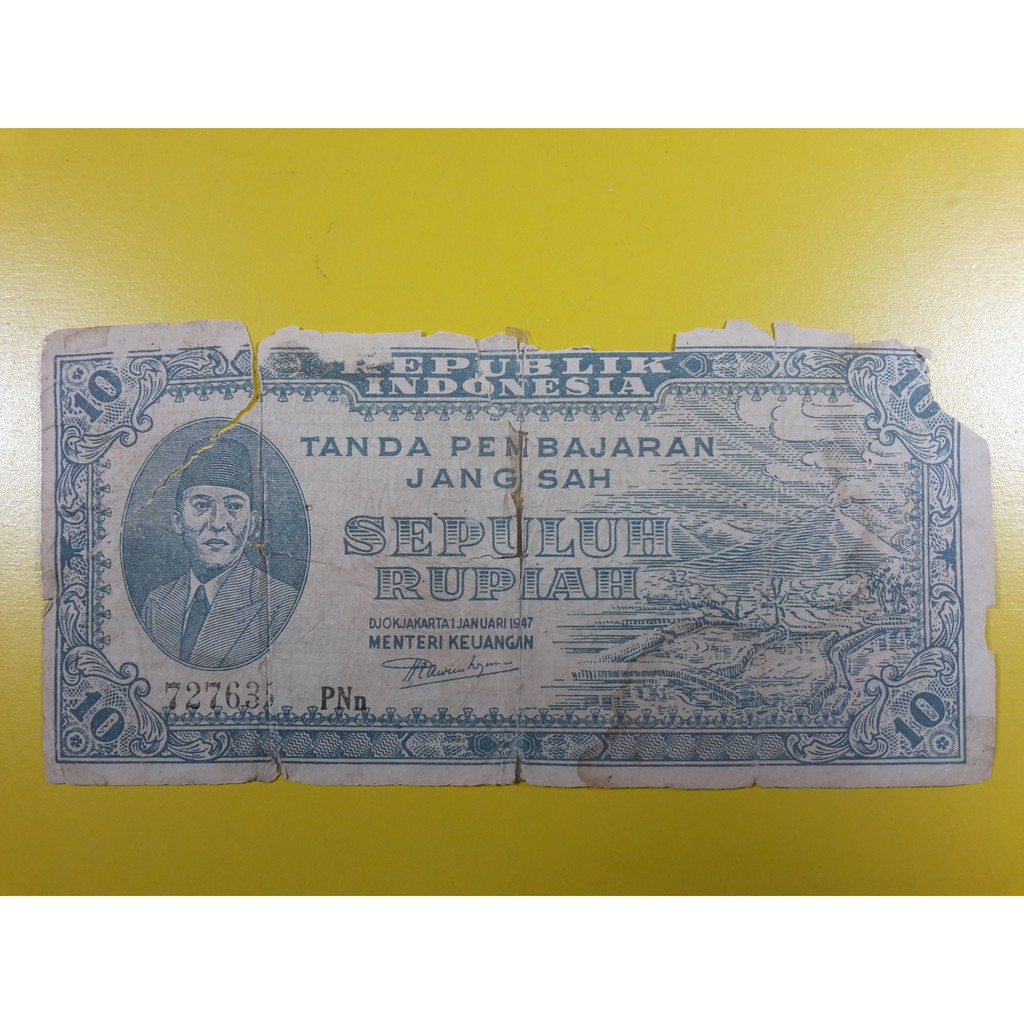 10 10
REPUBLIK
INDONESIA
TANDA PEMBAJARAN
JANG SAH
SEPULUH
RUPIAH
DJOKJAKARTA 1 JANUARI 1947
MENTERI KEUANGAN
727635 PNn
10 10